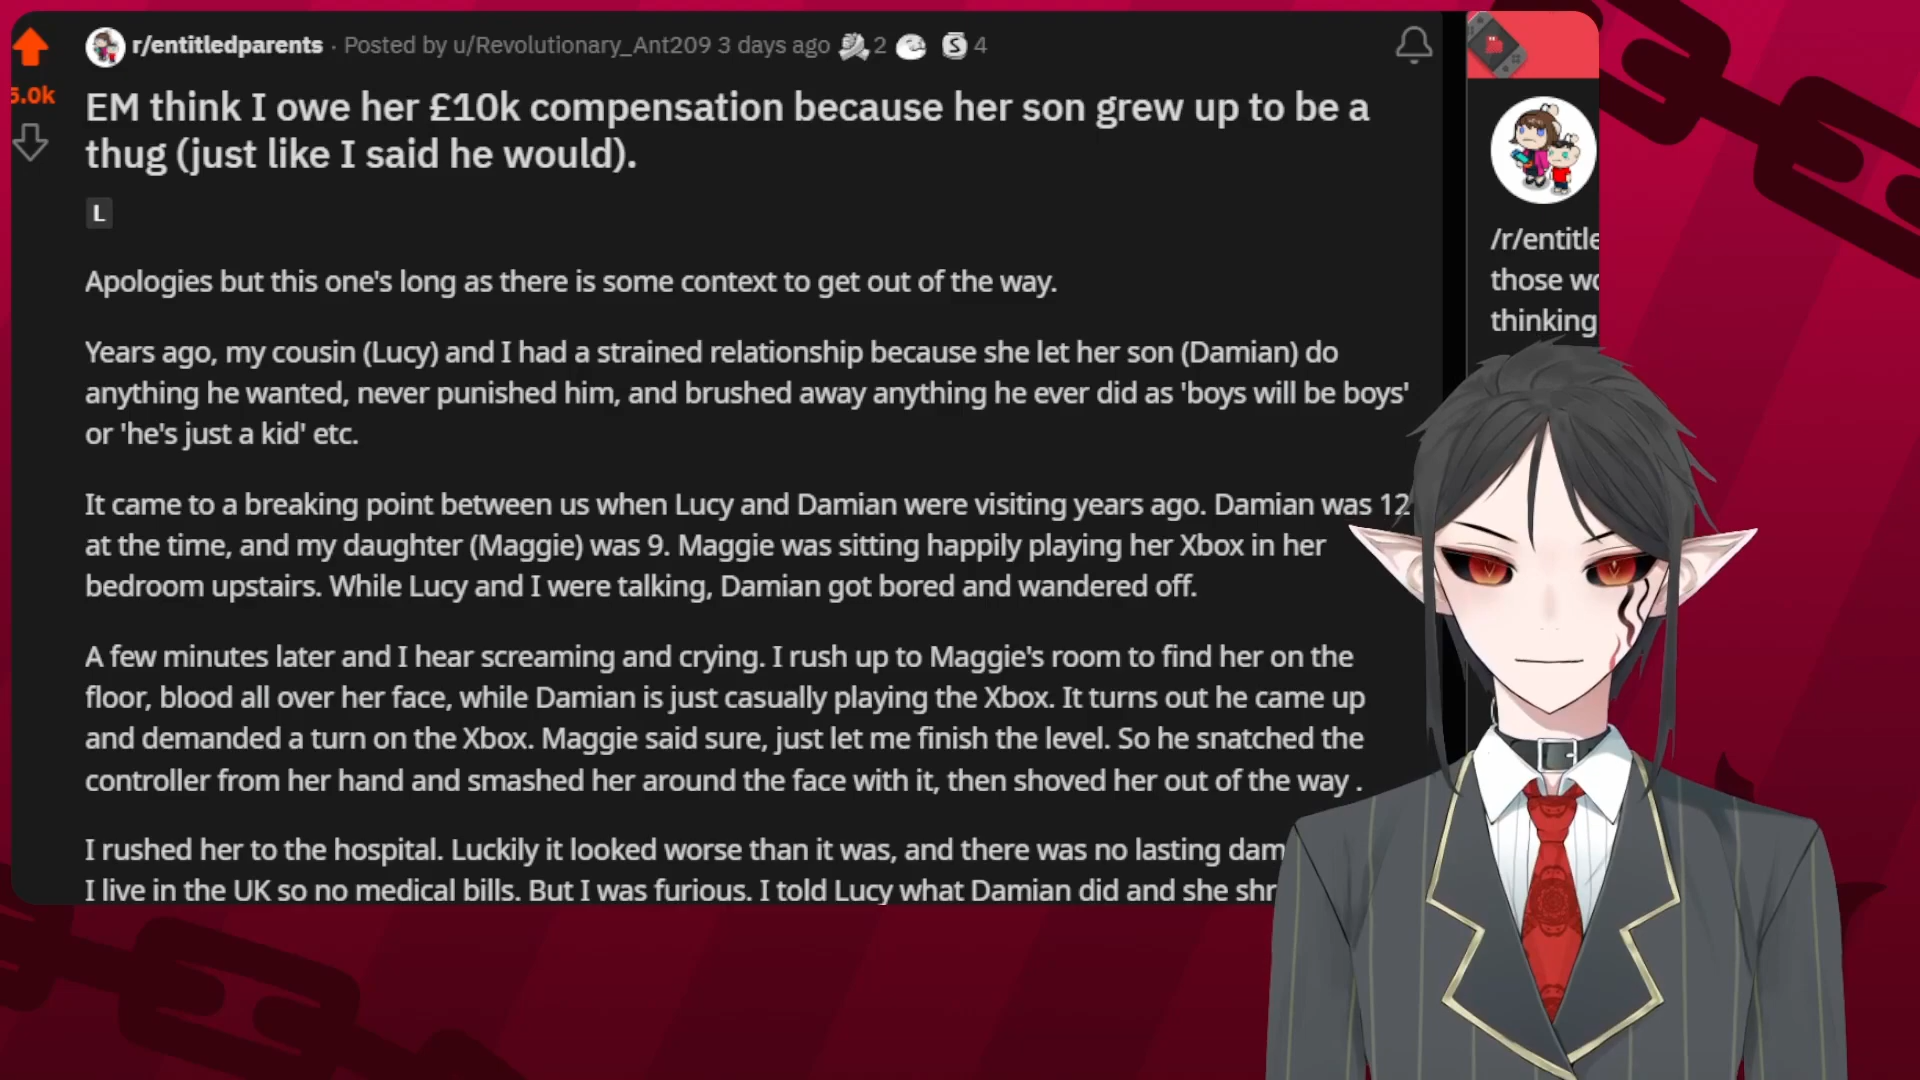 r/entitledparents · Posted by u/Revolutionary_Ant209 3 days ago 2 S 4
5.0k
EM think I owe her £10k compensation because her son grew up to be a
thug (just like I said he would).
L
Apologies but this one's long as there is some context to get out of the way.
Years ago, my cousin (Lucy) and I had a strained relationship because she let her son (Damian) do
anything he wanted, never punished him, and brushed away anything he ever did as 'boys will be boys'
or 'he's just a kid' etc.
It came to a breaking point between us when Lucy and Damian were visiting years ago. Damian was 12
at the time, and my daughter (Maggie) was 9. Maggie was sitting happily playing her Xbox in her
bedroom upstairs. While Lucy and I were talking, Damian got bored and wandered off.
A few minutes later and I hear screaming and crying. I rush up to Maggie's room to find her on the
floor, blood all over her face, while Damian is just casually playing the Xbox. It turns out he came up
and demanded a turn on the Xbox. Maggie said sure, just let me finish the level. So he snatched the
controller from her hand and smashed her around the face with it, then shoved her out of the way .
I rushed her to the hospital. Luckily it looked worse than it was, and there was no lasting dam
I live in the UK so no medical bills. But I was furious. I told Lucy what Damian did and she shr
/r/entitle
those wo
thinking